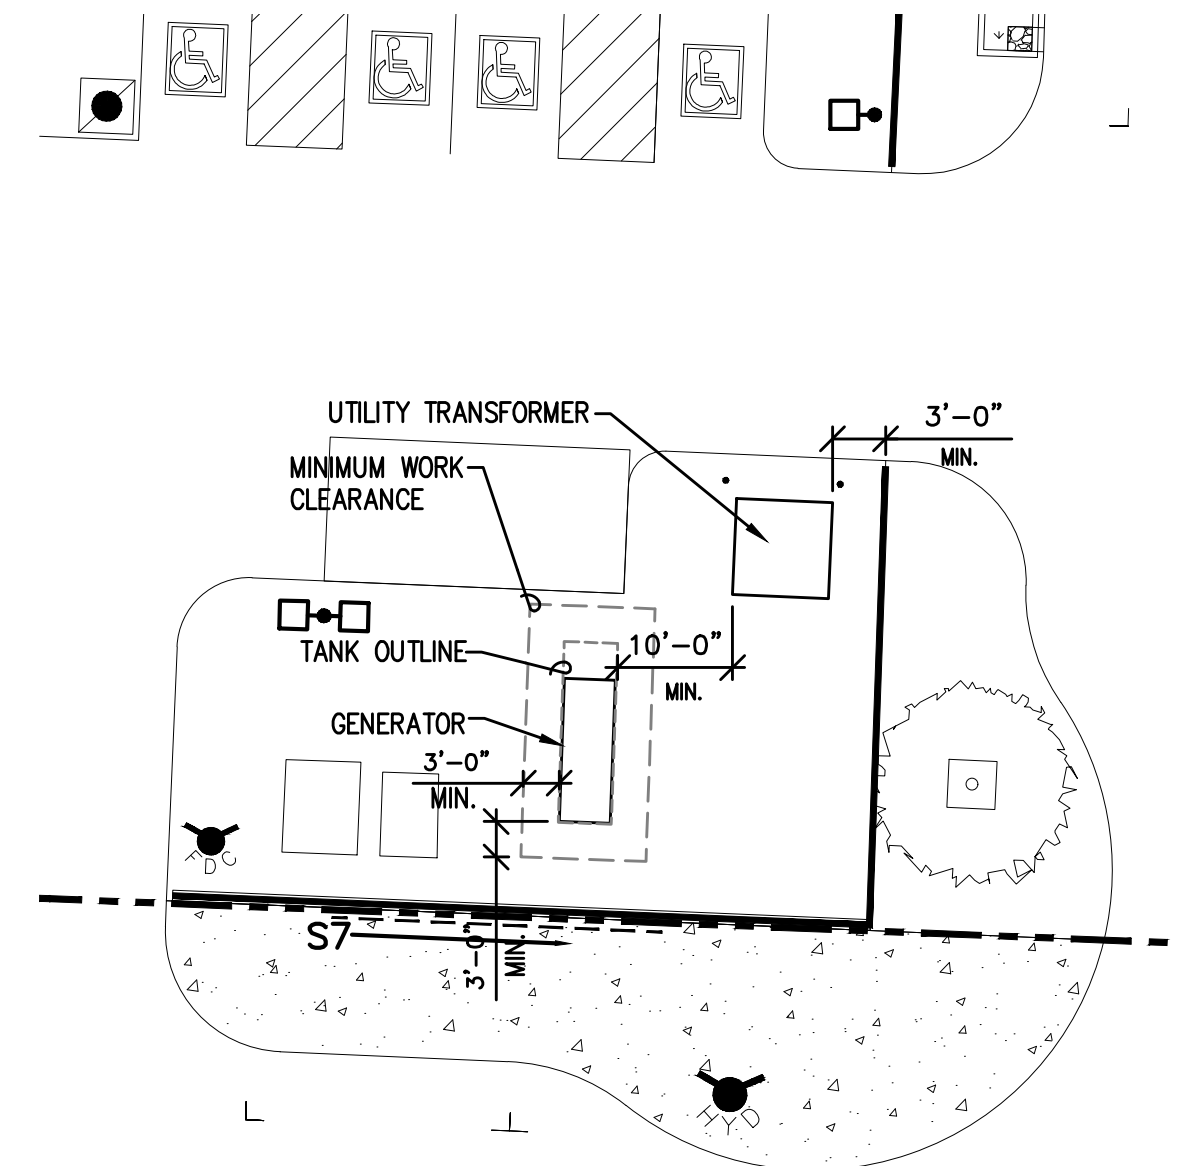 UTILITY TRANSFORMER
3'-0"
MIN.
MINIMUM WORK
CLEARANCE
10'-0"
MIN.
TANK OUTLINE
GENERATOR
3'-0"
MIN.
FDC
S7
3'-0"
MIN.
HYD